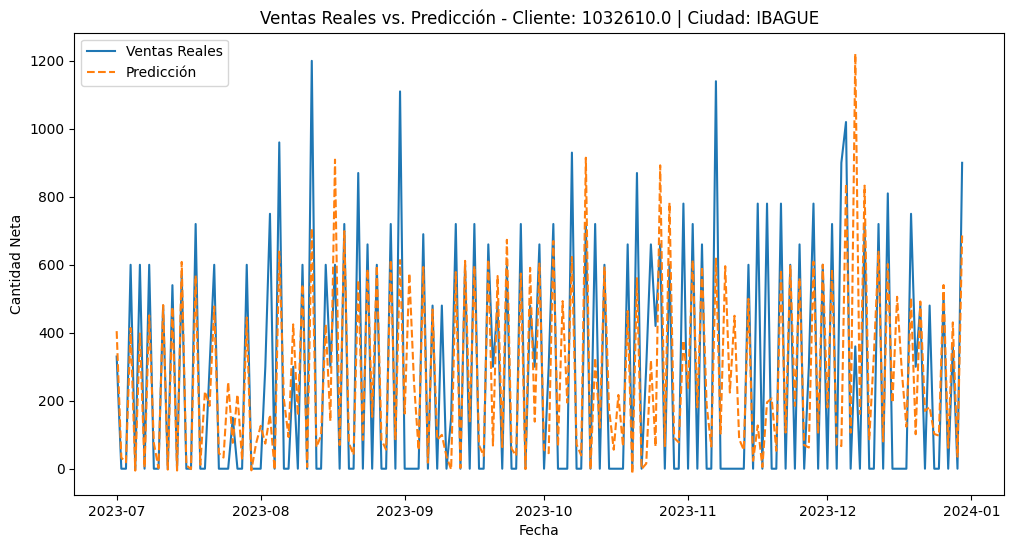 Ventas Reales vs. Predicción - Cliente: 1032610.0 | Ciudad: IBAGUE
Ventas Reales
Predicción
1200
1000
800
600
400
200
0
Cantidad Neta
2023-07
2023-08
2023-09
2023-10
2023-11
2023-12
2024-01
Fecha